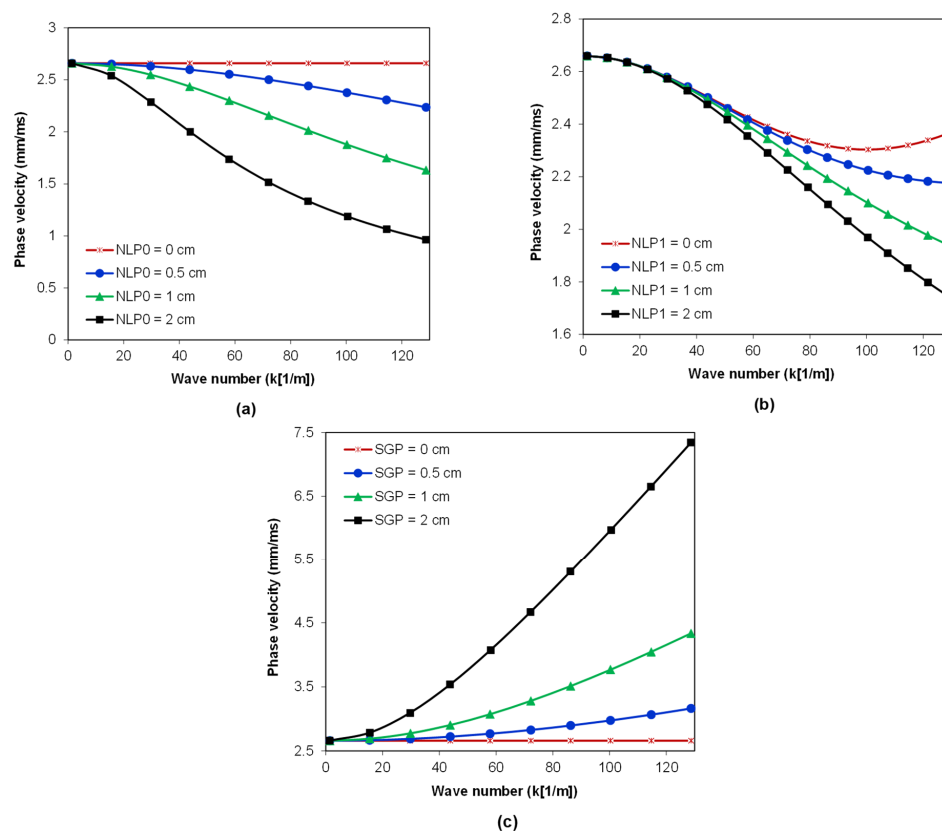 3
2.5
2
1.5
1
0.5
0
Phase velocity (mm/ms)
NLP0 = 0 cm
NLP0 = 0.5 cm
NLP0 = 1 cm
NLP0 = 2 cm
0 20 40 60 80 100 120
Wave number (k[1/m])
(a)
2.8
2.6
2.4
2.2
2
1.8
1.6
Phase velocity (mm/ms)
NLP1 = 0 cm
NLP1 = 0.5 cm
NLP1 = 1 cm
NLP1 = 2 cm
0 20 40 60 80 100 120
Wave number (k[1/m])
(b)
7.5
6.5
5.5
4.5
3.5
2.5
Phase velocity (mm/ms)
SGP = 0 cm
SGP = 0.5 cm
SGP = 1 cm
SGP = 2 cm
0 20 40 60 80 100 120
Wave number (k[1/m])
(c)